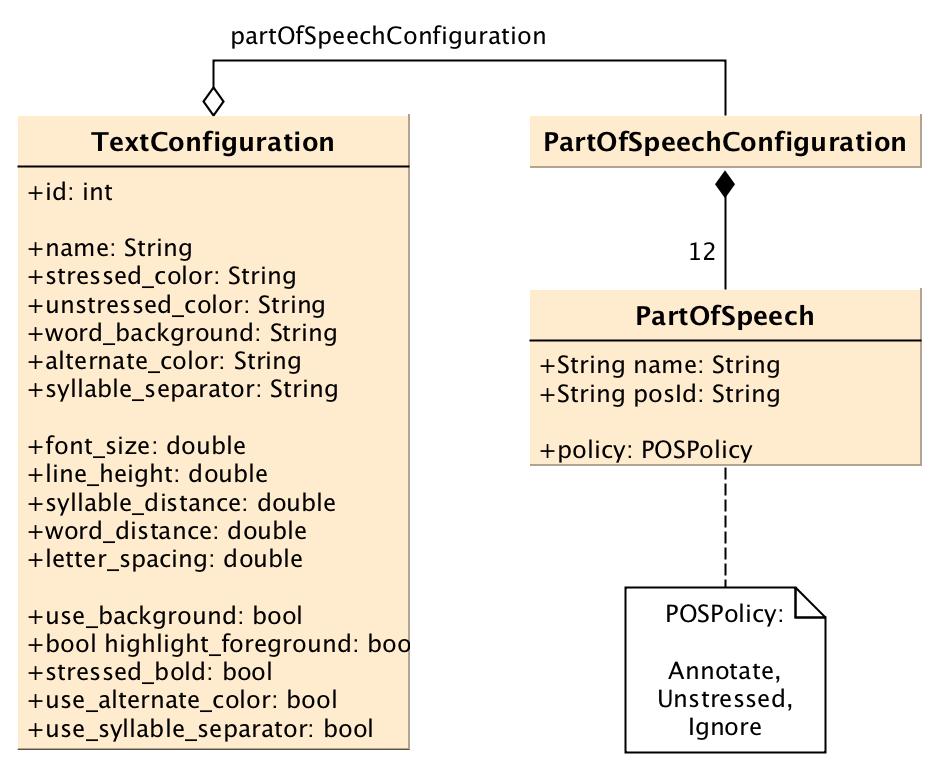 partOfSpeechConfiguration
TextConfiguration
+id: int
+name: String
+stressed_color: String
+unstressed_color: String
+word_background: String
+alternate_color: String
+syllable_separator: String
+font_size: double
+line_height: double
+syllable_distance: double
+word_distance: double
+letter_spacing: double
+use_background: bool
+bool highlight_foreground: boo
+stressed_bold: bool
+use_alternate_color: bool
+use_syllable_separator: bool
PartOfSpeechConfiguration
12
PartOfSpeech
+String name: String
+String posId: String
+policy: POSPolicy
POSPolicy:
Annotate,
Unstressed,
Ignore